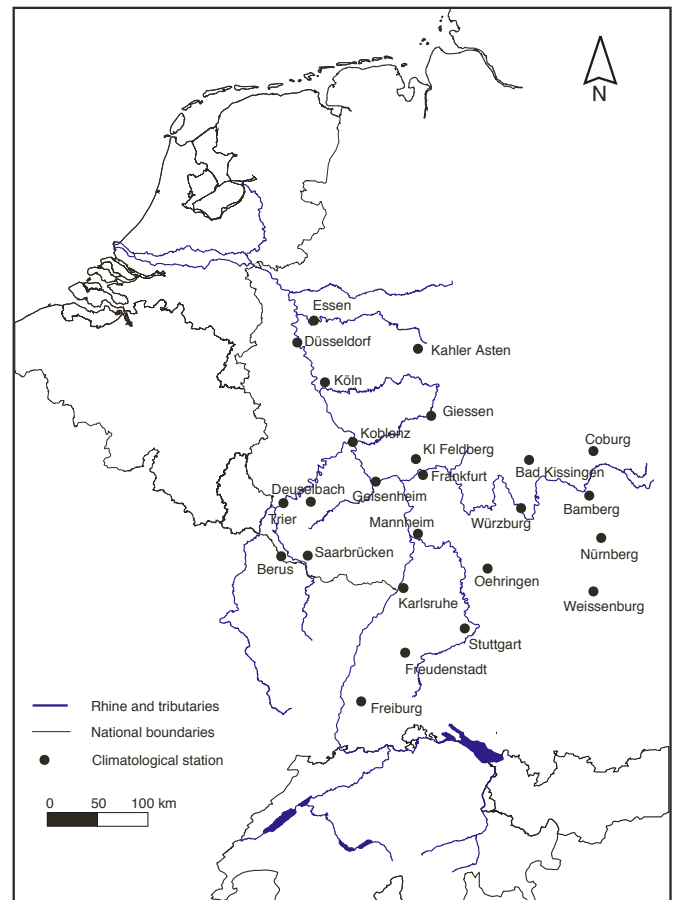 N
Essen
Düsseldorf
Kahler Asten
Köln
Giessen
Koblenz
Coburg
Kl Feldberg
Bad Kissingen
Frankfurt
Deuselbach
Geisenheim
Bamberg
Trier
Würzburg
Mannheim
Nürnberg
Saarbrücken
Berus
Oehringen
Karlsruhe
Weissenburg
Stuttgart
Freudenstadt
Freiburg
Rhine and tributaries
National boundaries
Climatological station
0 50 100 km